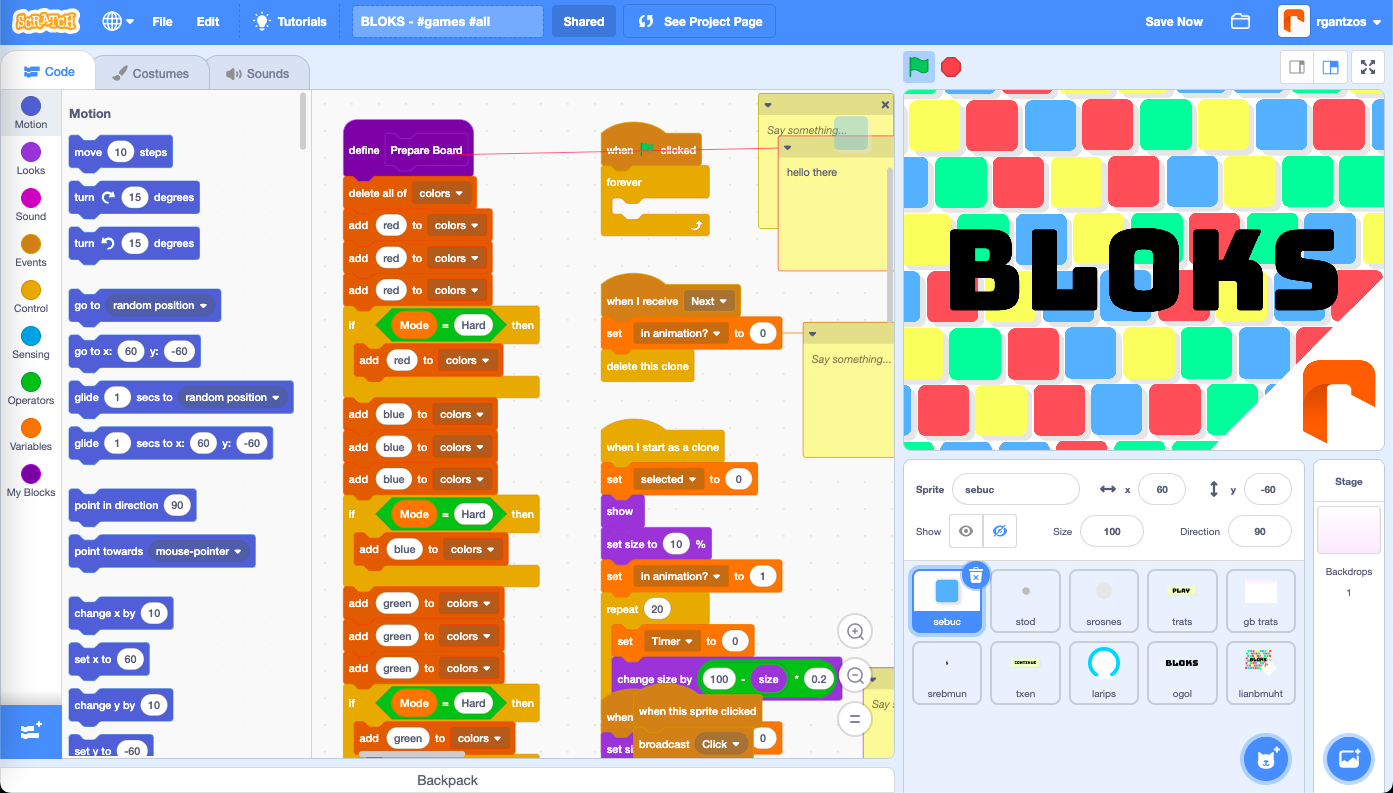 SCRATCH
File
Edit
Tutorials
BLOKS - #games #all
Shared
See Project Page
Save Now
rgantzos
Code
Costumes
Sounds
Motion
Looks
Sound
Events
Control
Sensing
Operators
Variables
My Blocks
Motion
move 10 steps
turn 15 degrees
turn 15 degrees
go to random position
go to x: 60 y: -60
glide 1 secs to random position
glide 1 secs to x: 60 y: -60
point in direction 90
point towards mouse-pointer
change x by 10
set x to 60
change y by 10
set y to -60
define Prepare Board
delete all of colors
add red to colors
add red to colors
add red to colors
if Mode = Hard then
add red to colors
add blue to colors
add blue to colors
add blue to colors
if Mode = Hard then
add blue to colors
add green to colors
add green to colors
add green to colors
if Mode = Hard then
add green to colors
when clicked
forever
when I receive Next
set in animation? to 0
delete this clone
when I start as a clone
set selected to 0
show
set size to 10 %
set in animation? to 1
repeat 20
set Timer to 0
change size by 100 - size * 0.2
when
when this sprite clicked
set si
broadcast Click
0
Say something...
hello there
Say something...
Say s
Backpack
BLOKS
Sprite sebuc x 60 y -60
Show Size 100 Direction 90
sebuc
stod
srosnes
PLAY
trats
gb trats
srebmun
CONTINUE
txen
larips
BLOKS
ogol
BLOKS
lianbmuht
Stage
Backdrops
1